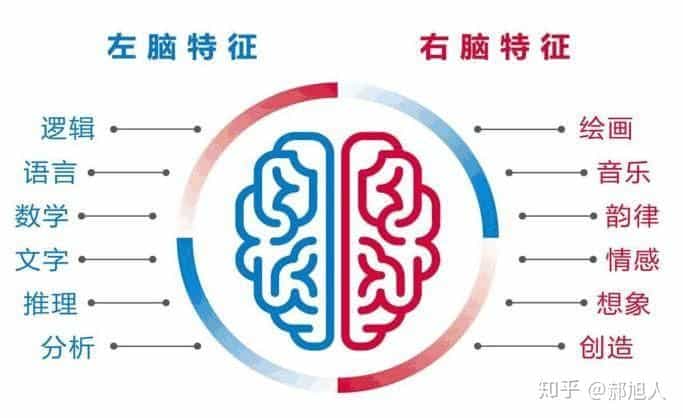 左脑特征
右脑特征
逻辑
语言
数学
文字
推理
分析
绘画
音乐
韵律
情感
想象
创造
知乎 @郝旭人